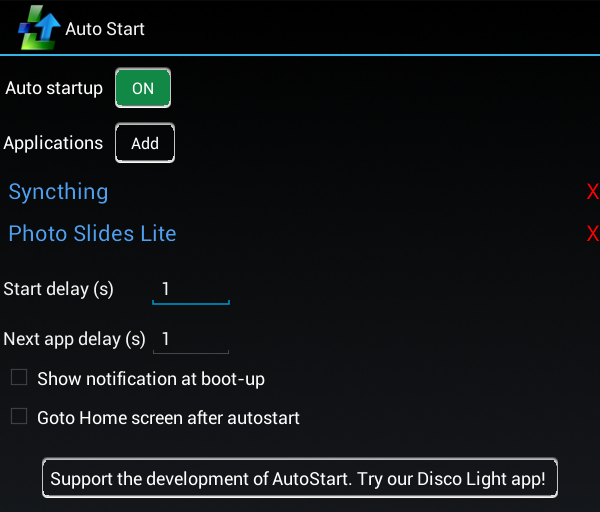 Auto Start
Auto startup ON
Applications Add
Syncthing X
Photo Slides Lite X
Start delay (s) 1
Next app delay (s) 1
Show notification at boot-up
Goto Home screen after autostart
Support the development of AutoStart. Try our Disco Light app!